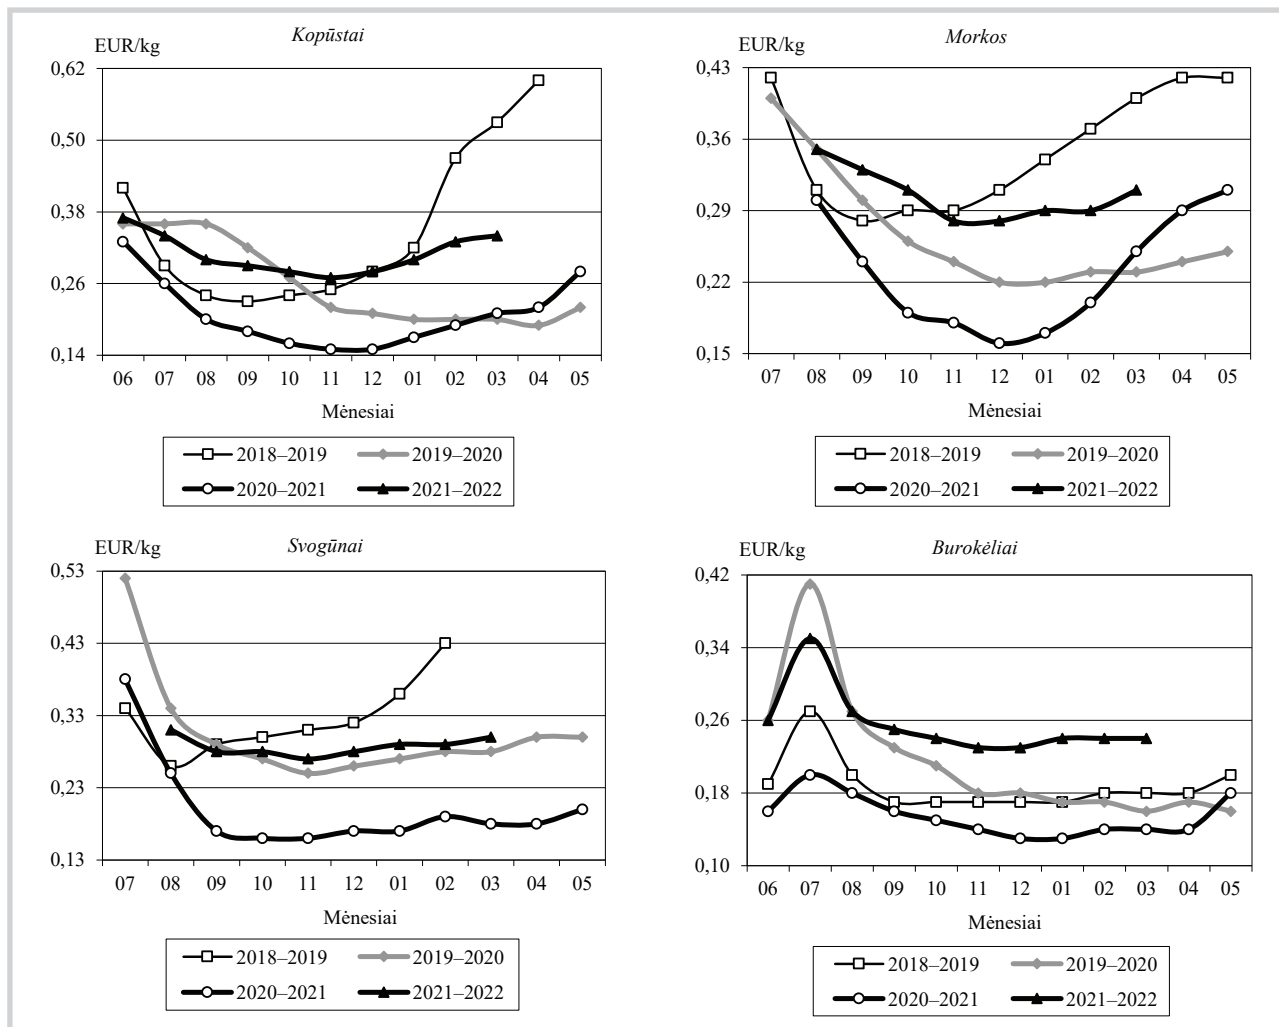 Kopūstai
EUR/kg
0,62
0,50
0,38
0,26
0,14
06 07 08 09 10 11 12 01 02 03 04 05
Mėnesiai
2018–2019 2019–2020
2020–2021 2021–2022
Morkos
EUR/kg
0,43
0,36
0,29
0,22
0,15
07 08 09 10 11 12 01 02 03 04 05
Mėnesiai
2018–2019 2019–2020
2020–2021 2021–2022
Svogūnai
EUR/kg
0,53
0,43
0,33
0,23
0,13
07 08 09 10 11 12 01 02 03 04 05
Mėnesiai
2018–2019 2019–2020
2020–2021 2021–2022
Burokėliai
EUR/kg
0,42
0,34
0,26
0,18
0,10
06 07 08 09 10 11 12 01 02 03 04 05
Mėnesiai
2018–2019 2019–2020
2020–2021 2021–2022